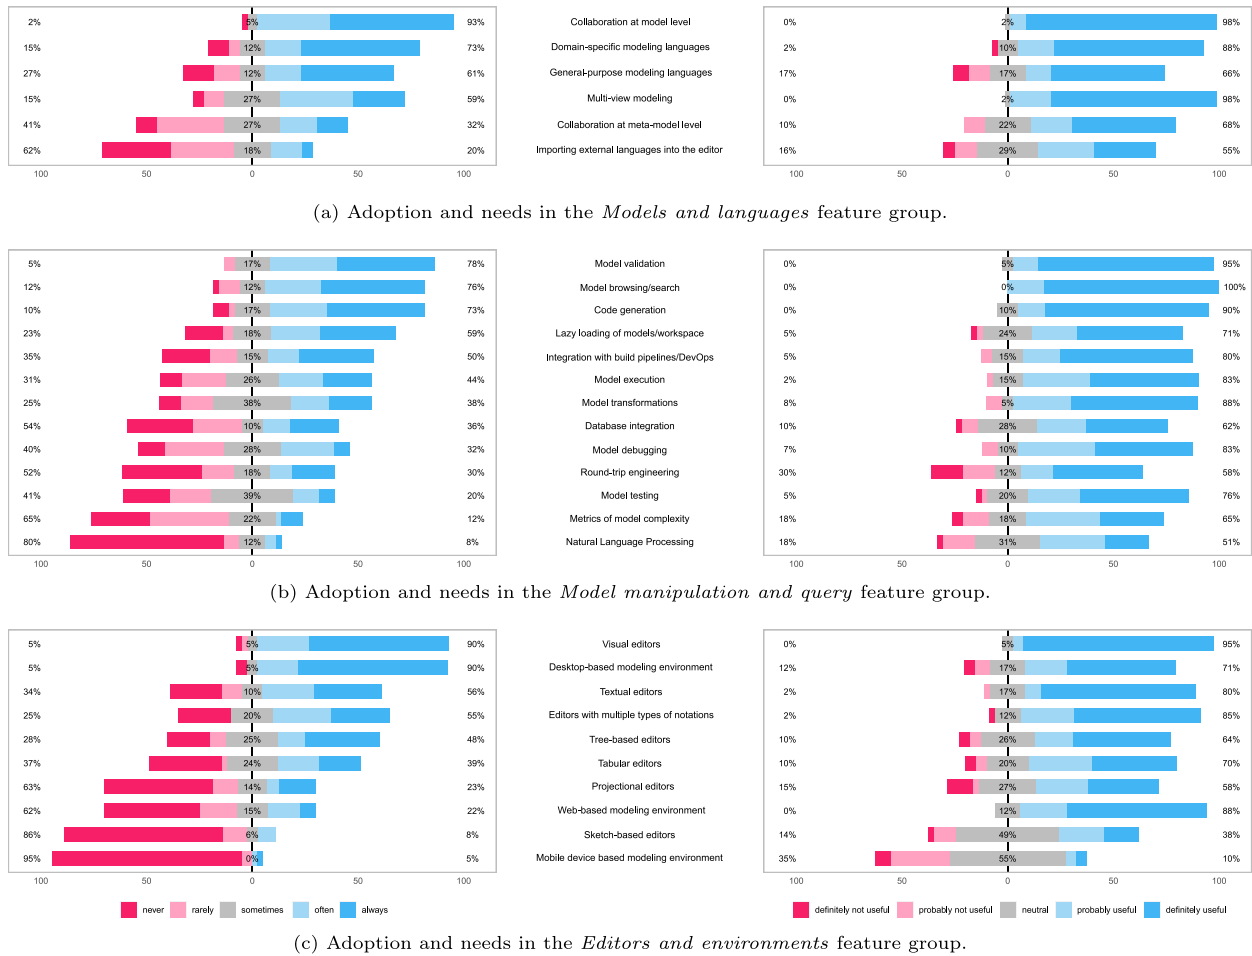 2% 5% 93% Collaboration at model level 0% 2% 98%
15% 12% 73% Domain-specific modeling languages 2% 10% 88%
27% 12% 61% General-purpose modeling languages 17% 17% 66%
15% 27% 59% Multi-view modeling 0% 2% 98%
41% 27% 32% Collaboration at meta-model level 10% 22% 68%
62% 18% 20% Importing external languages into the editor 16% 29% 55%
100 50 0 50 100 100 50 0 50 100
(a) Adoption and needs in the Models and languages feature group.
5% 17% 78% Model validation 0% 5% 95%
12% 12% 76% Model browsing/search 0% 0% 100%
10% 17% 73% Code generation 0% 10% 90%
23% 18% 59% Lazy loading of models/workspace 5% 24% 71%
35% 15% 50% Integration with build pipelines/DevOps 5% 15% 80%
31% 26% 44% Model execution 2% 15% 83%
25% 38% 38% Model transformations 8% 5% 88%
54% 10% 36% Database integration 10% 28% 62%
40% 28% 32% Model debugging 7% 10% 83%
52% 18% 30% Round-trip engineering 30% 12% 58%
41% 39% 20% Model testing 5% 20% 76%
65% 22% 12% Metrics of model complexity 18% 18% 65%
80% 12% 8% Natural Language Processing 18% 31% 51%
100 50 0 50 100 100 50 0 50 100
(b) Adoption and needs in the Model manipulation and query feature group.
5% 5% 90% Visual editors 0% 5% 95%
5% 5% 90% Desktop-based modeling environment 12% 17% 71%
34% 10% 56% Textual editors 2% 17% 80%
25% 20% 55% Editors with multiple types of notations 2% 12% 85%
28% 25% 48% Tree-based editors 10% 26% 64%
37% 24% 39% Tabular editors 10% 20% 70%
63% 14% 23% Projectional editors 15% 27% 58%
62% 15% 22% Web-based modeling environment 0% 12% 88%
86% 6% 8% Sketch-based editors 14% 49% 38%
95% 0% 5% Mobile device based modeling environment 35% 55% 10%
100 50 0 50 100 100 50 0 50 100
never rarely sometimes often always definitely not useful probably not useful neutral probably useful definitely useful
(c) Adoption and needs in the Editors and environments feature group.